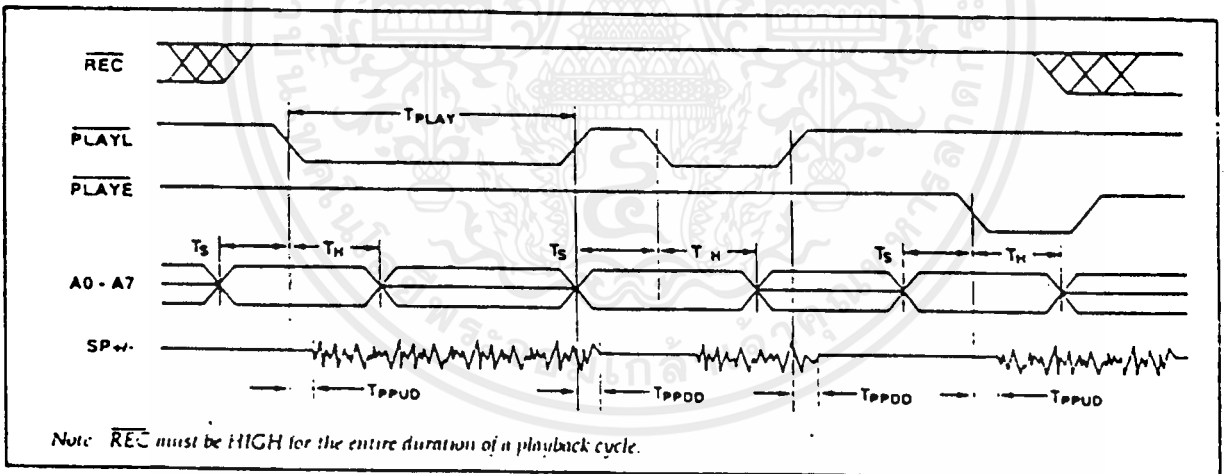 REC
T PLAY
PLAYL
PLAYE
Ts TH Ts TH Ts TH
A0 - A7
SP+/-
TPPUD TPPDD TPPDD TPPUD
Note REC must be HIGH for the entire duration of a playback cycle.